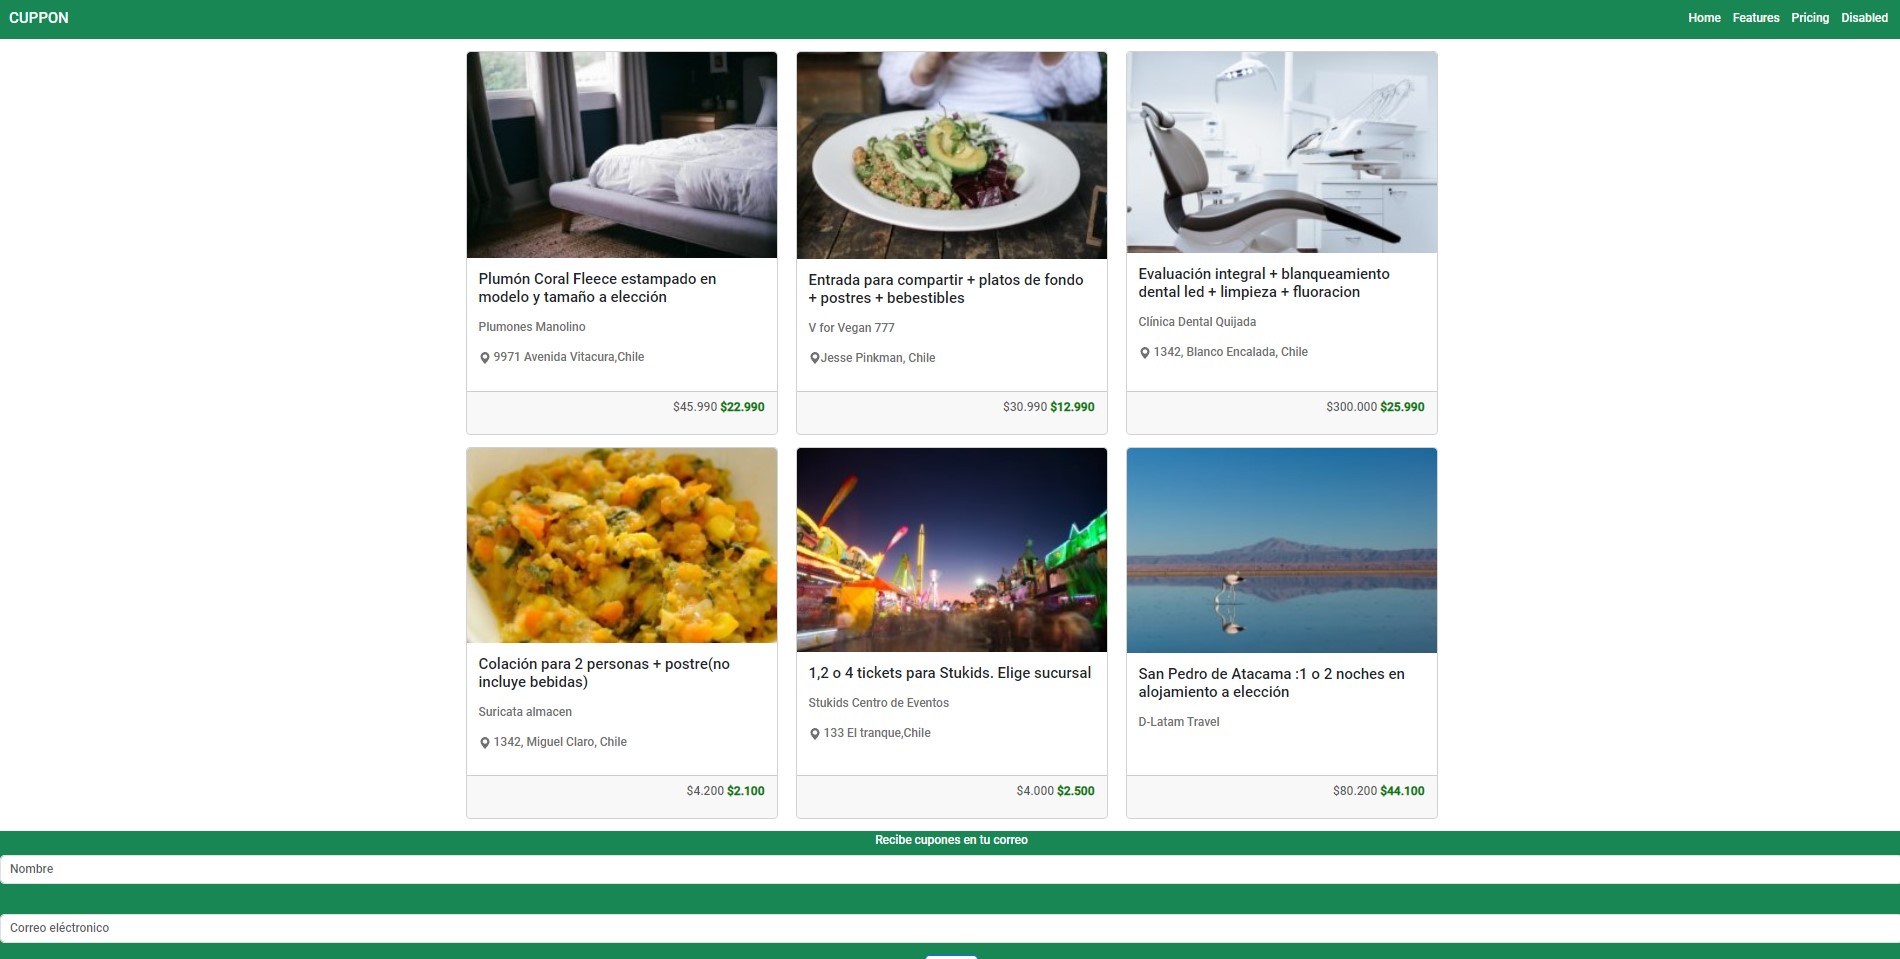 CUPPON
Home Features Pricing Disabled
Plumón Coral Fleece estampado en
modelo y tamaño a elección
Plumones Manolino
9971 Avenida Vitacura,Chile
$45.990 $22.990
Entrada para compartir + platos de fondo
+ postres + bebestibles
V for Vegan 777
Jesse Pinkman, Chile
$30.990 $12.990
Evaluación integral + blanqueamiento
dental led + limpieza + fluoracion
Clínica Dental Quijada
1342, Blanco Encalada, Chile
$300.000 $25.990
Colación para 2 personas + postre(no
incluye bebidas)
Suricata almacen
1342, Miguel Claro, Chile
$4.200 $2.100
1,2 o 4 tickets para Stukids. Elige sucursal
Stukids Centro de Eventos
133 El tranque,Chile
$4.000 $2.500
San Pedro de Atacama :1 o 2 noches en
alojamiento a elección
D-Latam Travel
$80.200 $44.100
Recibe cupones en tu correo
Nombre
Correo eléctronico